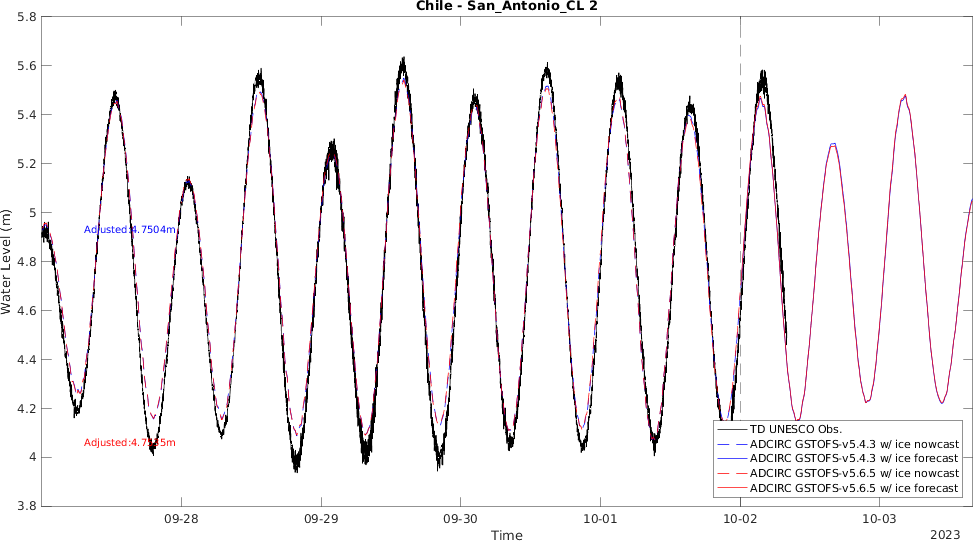 Chile - San_Antonio_CL 2
Water Level (m)
5.8
5.6
5.4
5.2
5
4.8
4.6
4.4
4.2
4
3.8
Adjusted:4.7504m
TD UNESCO Obs.
ADCIRC GSTOFS-v5.4.3 w/ ice nowcast
ADCIRC GSTOFS-v5.4.3 w/ ice forecast
ADCIRC GSTOFS-v5.6.5 w/ ice nowcast
ADCIRC GSTOFS-v5.6.5 w/ ice forecast
09-28
09-29
09-30
10-01
10-02
10-03
Time
2023